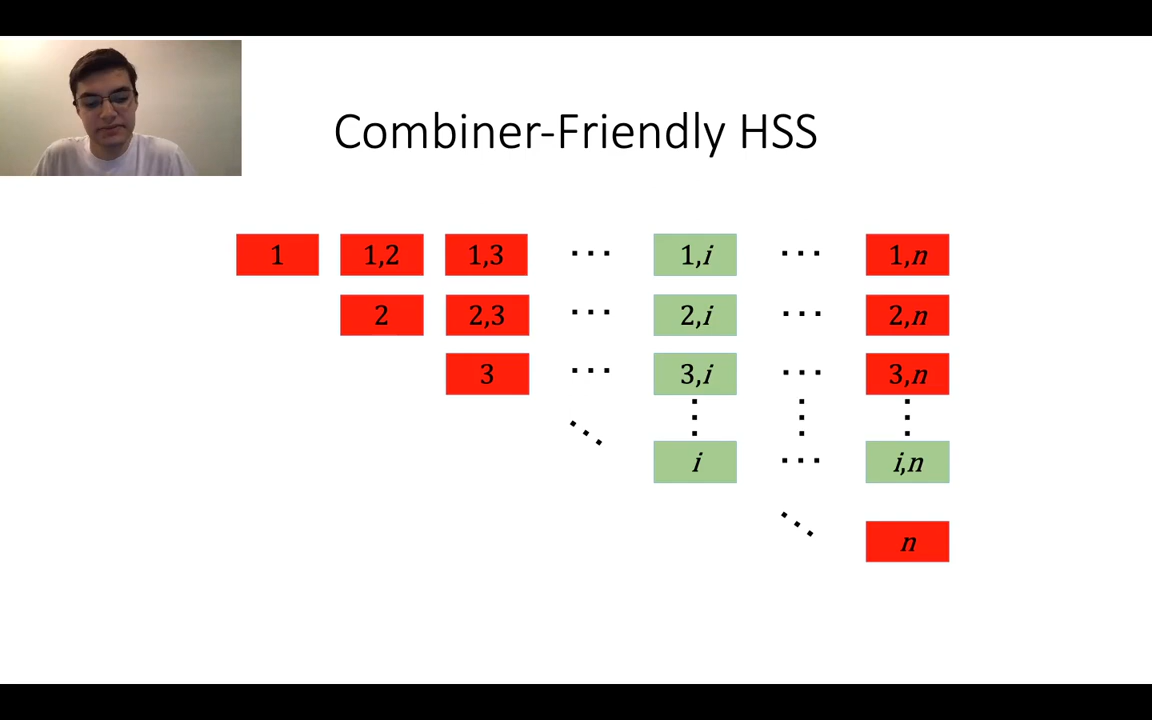 Combiner-Friendly HSS
1 1,2 1,3 ··· 1,i ··· 1,n
2 2,3 ··· 2,i ··· 2,n
3 ··· 3,i ··· 3,n
i ··· i,n
n